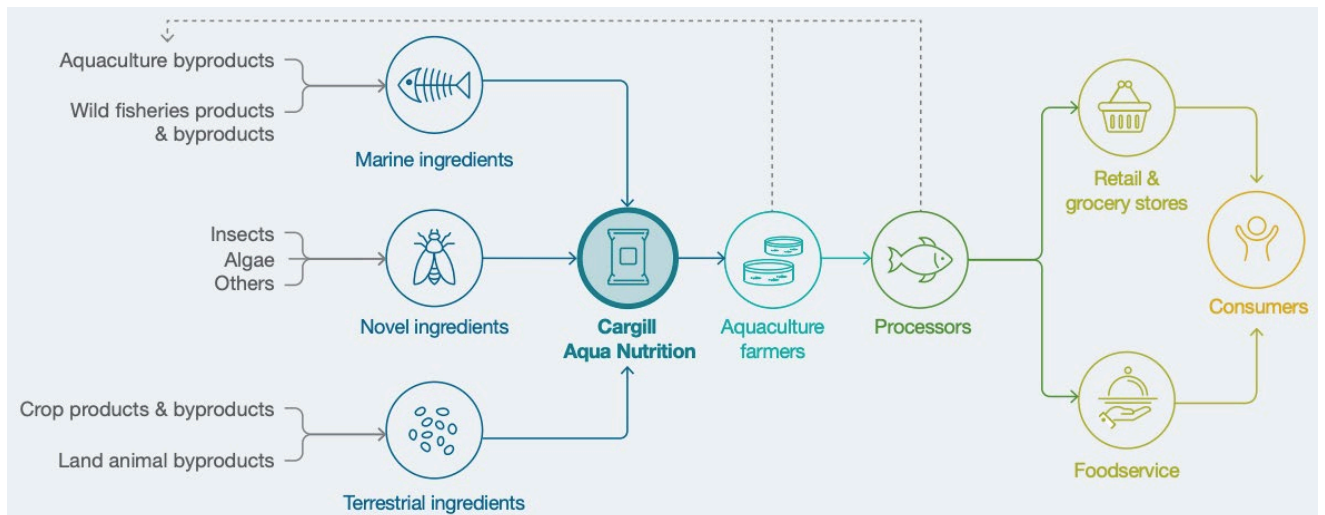 Aquaculture byproducts
Wild fisheries products
& byproducts
Marine ingredients
Insects
Algae
Others
Novel ingredients
Crop products & byproducts
Land animal byproducts
Terrestrial ingredients
Cargill
Aqua Nutrition
Aquaculture
farmers
Processors
Retail &
grocery stores
Foodservice
Consumers